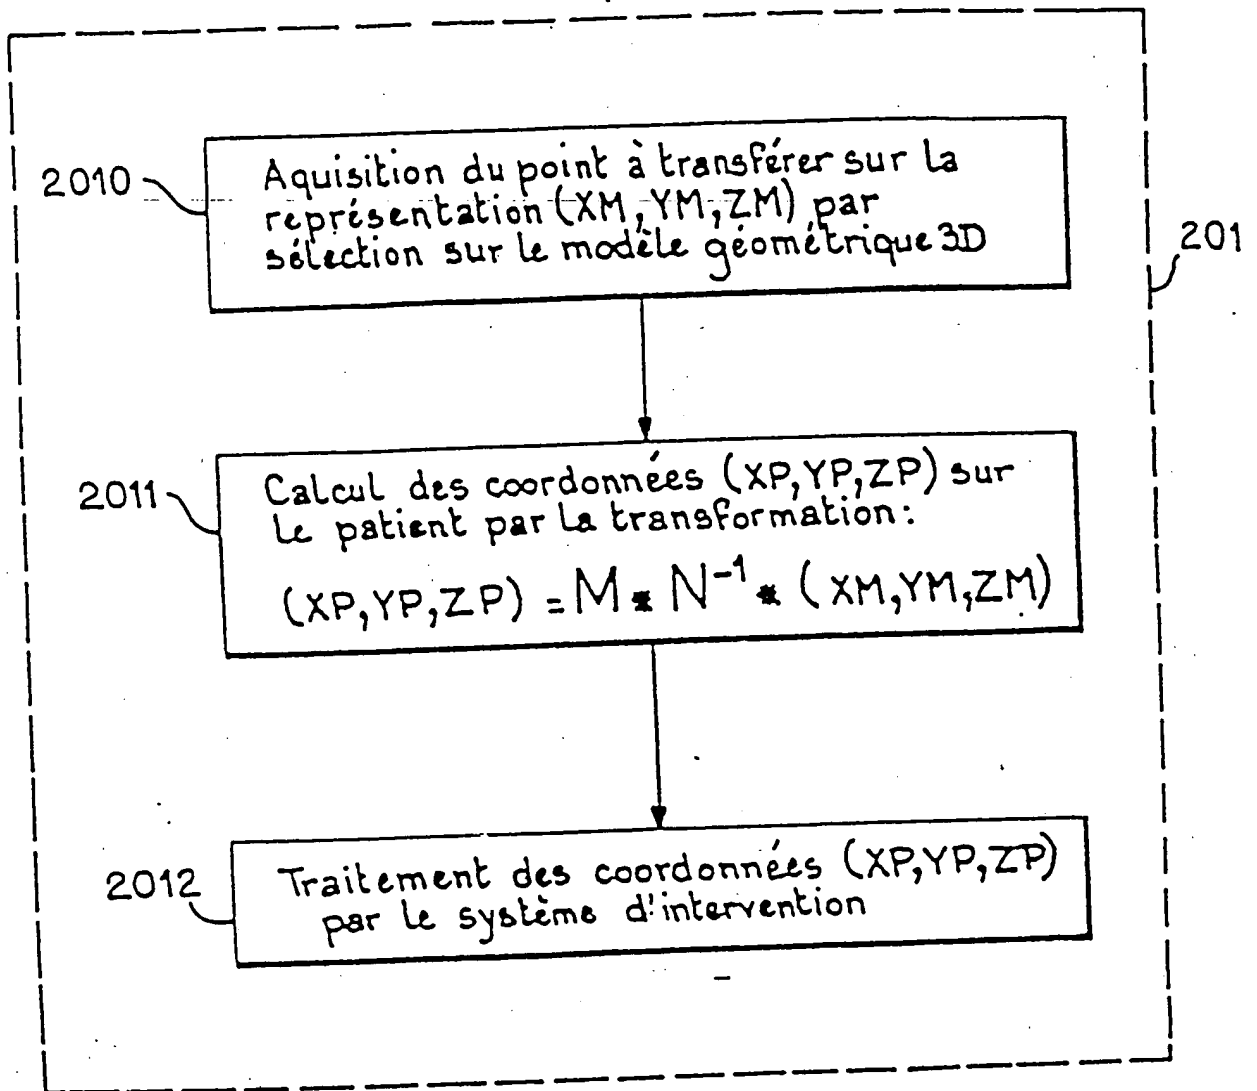 2010
Aquisition du point à transférer sur la
représentation (XM,YM,ZM) par
sélection sur le modèle géométrique 3D
201
2011
Calcul des coordonnées (XP,YP,ZP) sur
le patient par la transformation:
(XP,YP,ZP) = M * N⁻¹ * (XM,YM,ZM)
2012
Traitement des coordonnées (XP,YP,ZP)
par le système d'intervention